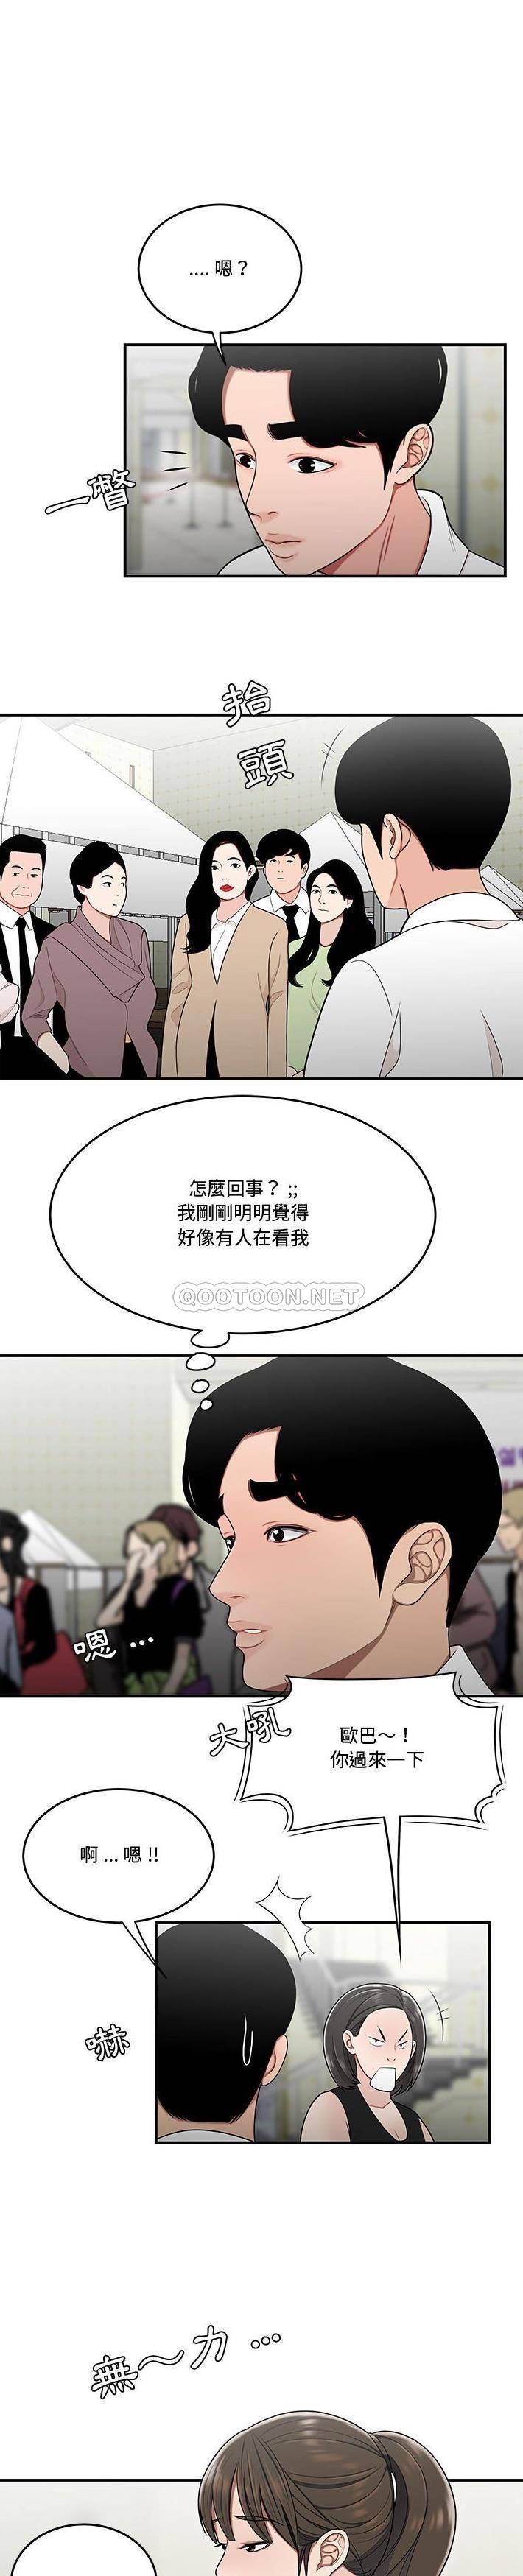 .... 嗯？
一瞥
抬
頭
怎麼回事？ ;;
我剛剛明明覺得
好像有人在看我
QOOTOON.NET
설
嗯 ...
大吼
歐巴～！
你過來一下
啊 ... 嗯 !!
嚇
無～力 ...